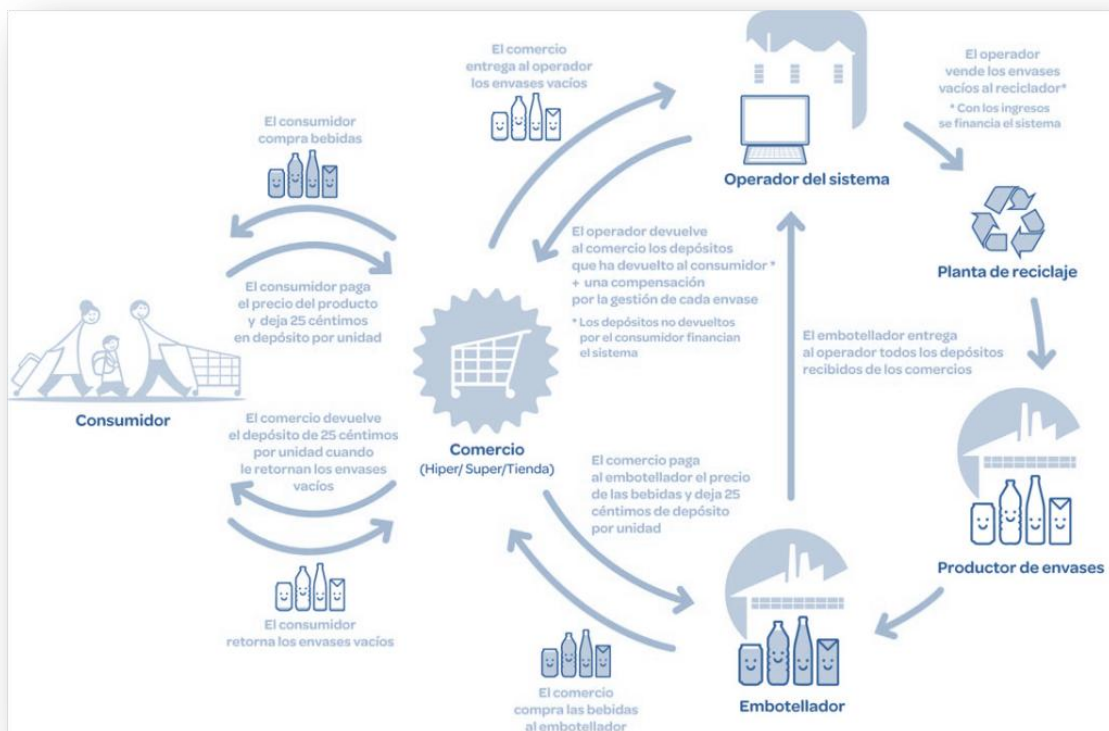 El comercio
entrega al operador
los envases vacíos
El operador
vende los envases
vacíos al reciclador*
* Con los ingresos
se financia el sistema
El consumidor
compra bebidas
Operador del sistema
El consumidor paga
el precio del producto
y deja 25 céntimos
en depósito por unidad
El operador devuelve
al comercio los depósitos
que ha devuelto al consumidor *
+ una compensación
por la gestión de cada envase
* Los depósitos no devueltos
por el consumidor financian
el sistema
Planta de reciclaje
El embotellador entrega
al operador todos los depósitos
recibidos de los comercios
Consumidor
El comercio devuelve
el depósito de 25 céntimos
por unidad cuando
le retornan los envases
vacíos
Comercio
(Hiper/ Super/Tienda)
El comercio paga
al embotellador el precio
de las bebidas y deja 25
céntimos de depósito
por unidad
Productor de envases
El consumidor
retorna los envases vacíos
El comercio
compra las bebidas
al embotellador
Embotellador